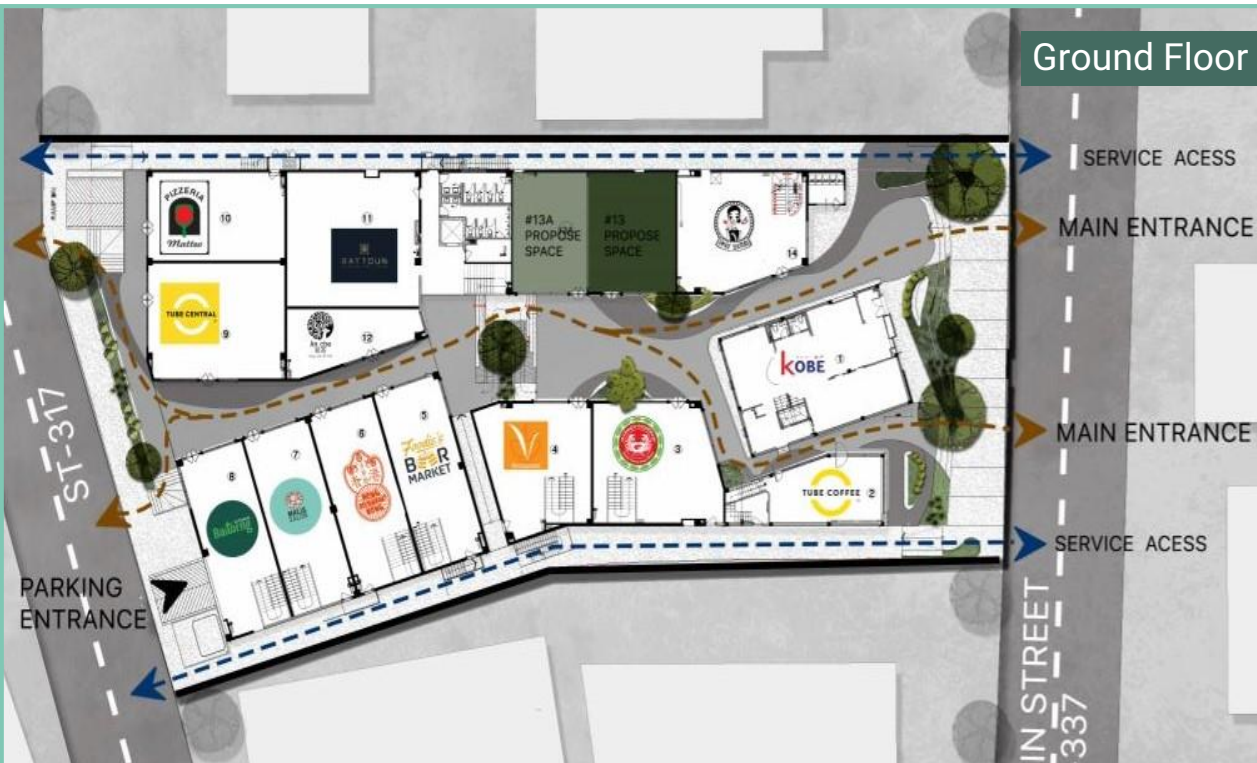 Ground Floor
SERVICE ACESS
MAIN ENTRANCE
PIZZERIA
Matteo
10
11
#13A
PROPOSE
SPACE
#13
PROPOSE
SPACE
14
TUBE CENTRAL
9
12
KOBE
1
MAIN ENTRANCE
5
Foodie's
BEER
MARKET
6
7
8
4
3
TUBE COFFEE
2
SERVICE ACESS
ST-317
PARKING
ENTRANCE
IN STREET
337